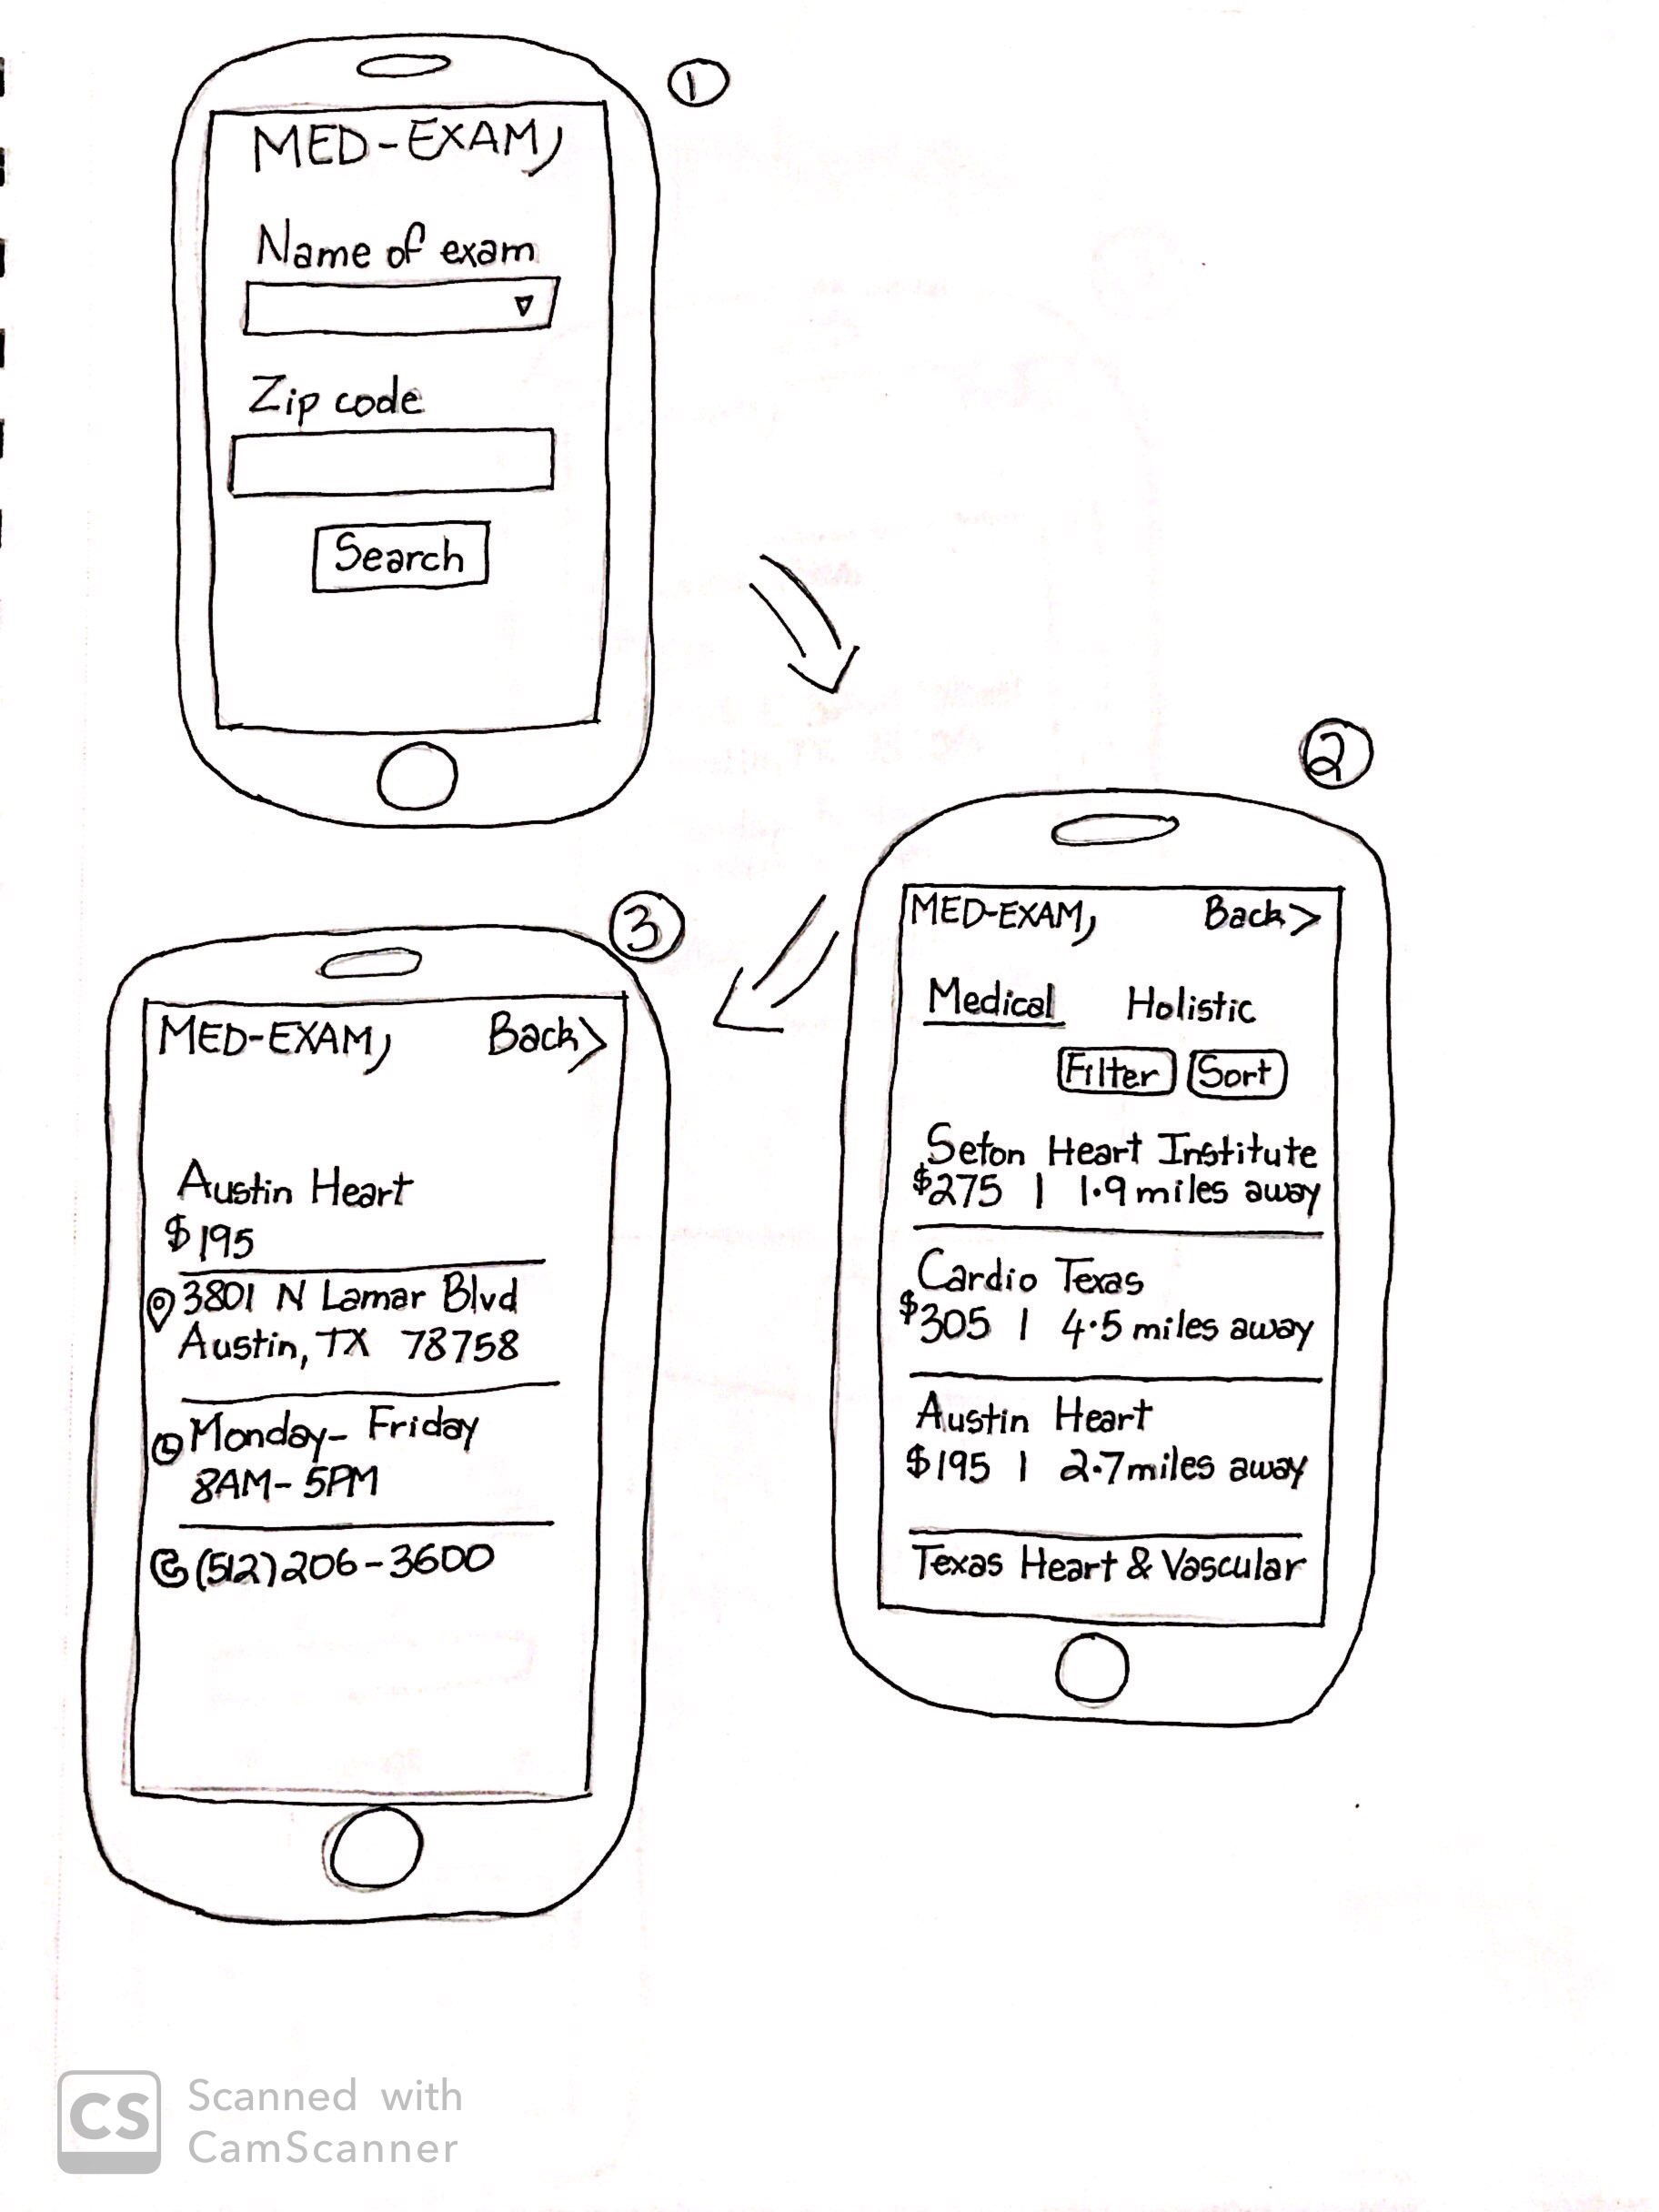 1
MED-EXAM,
Name of exam
Zip code
Search
2
MED-EXAM, Back>
Medical Holistic
Filter Sort
Seton Heart Institute
$275 | 1.9 miles away
Cardio Texas
$305 | 4.5 miles away
Austin Heart
$195 | 2.7 miles away
Texas Heart & Vascular
3
MED-EXAM, Back>
Austin Heart
$195
3801 N Lamar Blvd
Austin, TX 78758
Monday- Friday
8AM- 5PM
(512)206-3600
CS Scanned with
CamScanner